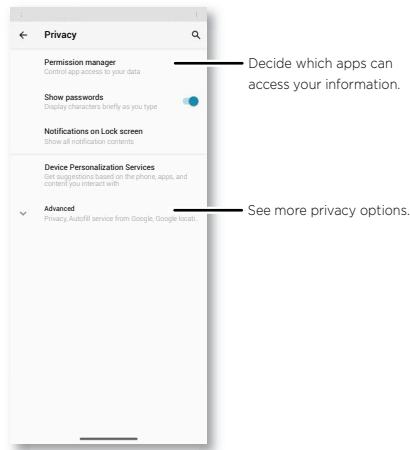 Privacy
Permission manager
Control app access to your data
Decide which apps can
access your information.
Show passwords
Display characters briefly as you type
Notifications on Lock screen
Show all notification contents
Device Personalization Services
Get suggestions based on the phone, apps, and
content you interact with
Advanced
Privacy, Autofill service from Google, Google locati..
See more privacy options.